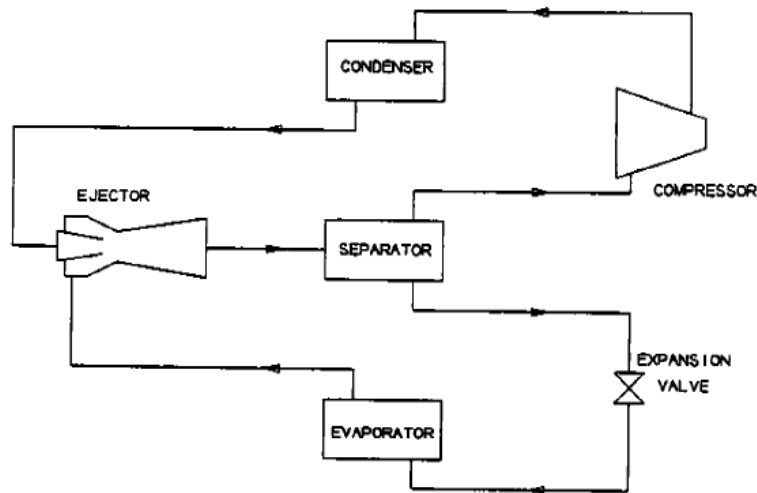 CONDENSER
EJECTOR
COMPRESSOR
SEPARATOR
EXPANSION
VALVE
EVAPORATOR